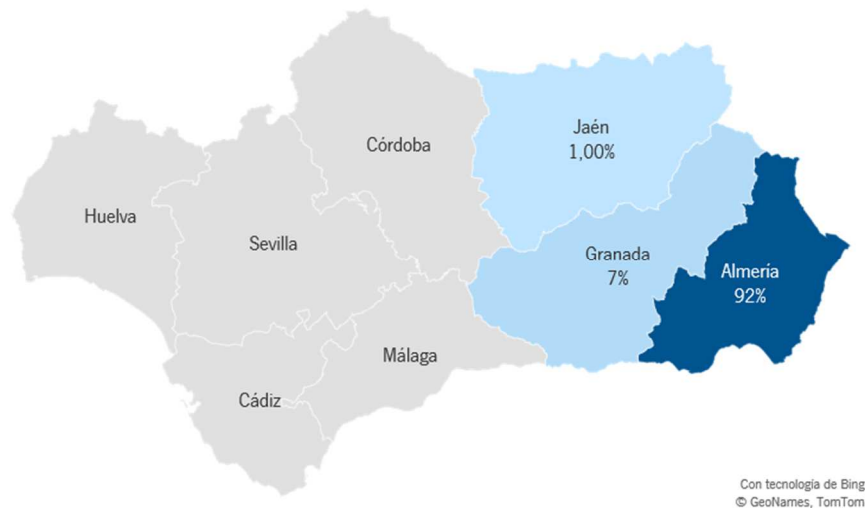 Jaén
1,00%
Córdoba
Huelva
Sevilla
Granada
7%
Almería
92%
Málaga
Cádiz
Con tecnología de Bing
© GeoNames, TomTom